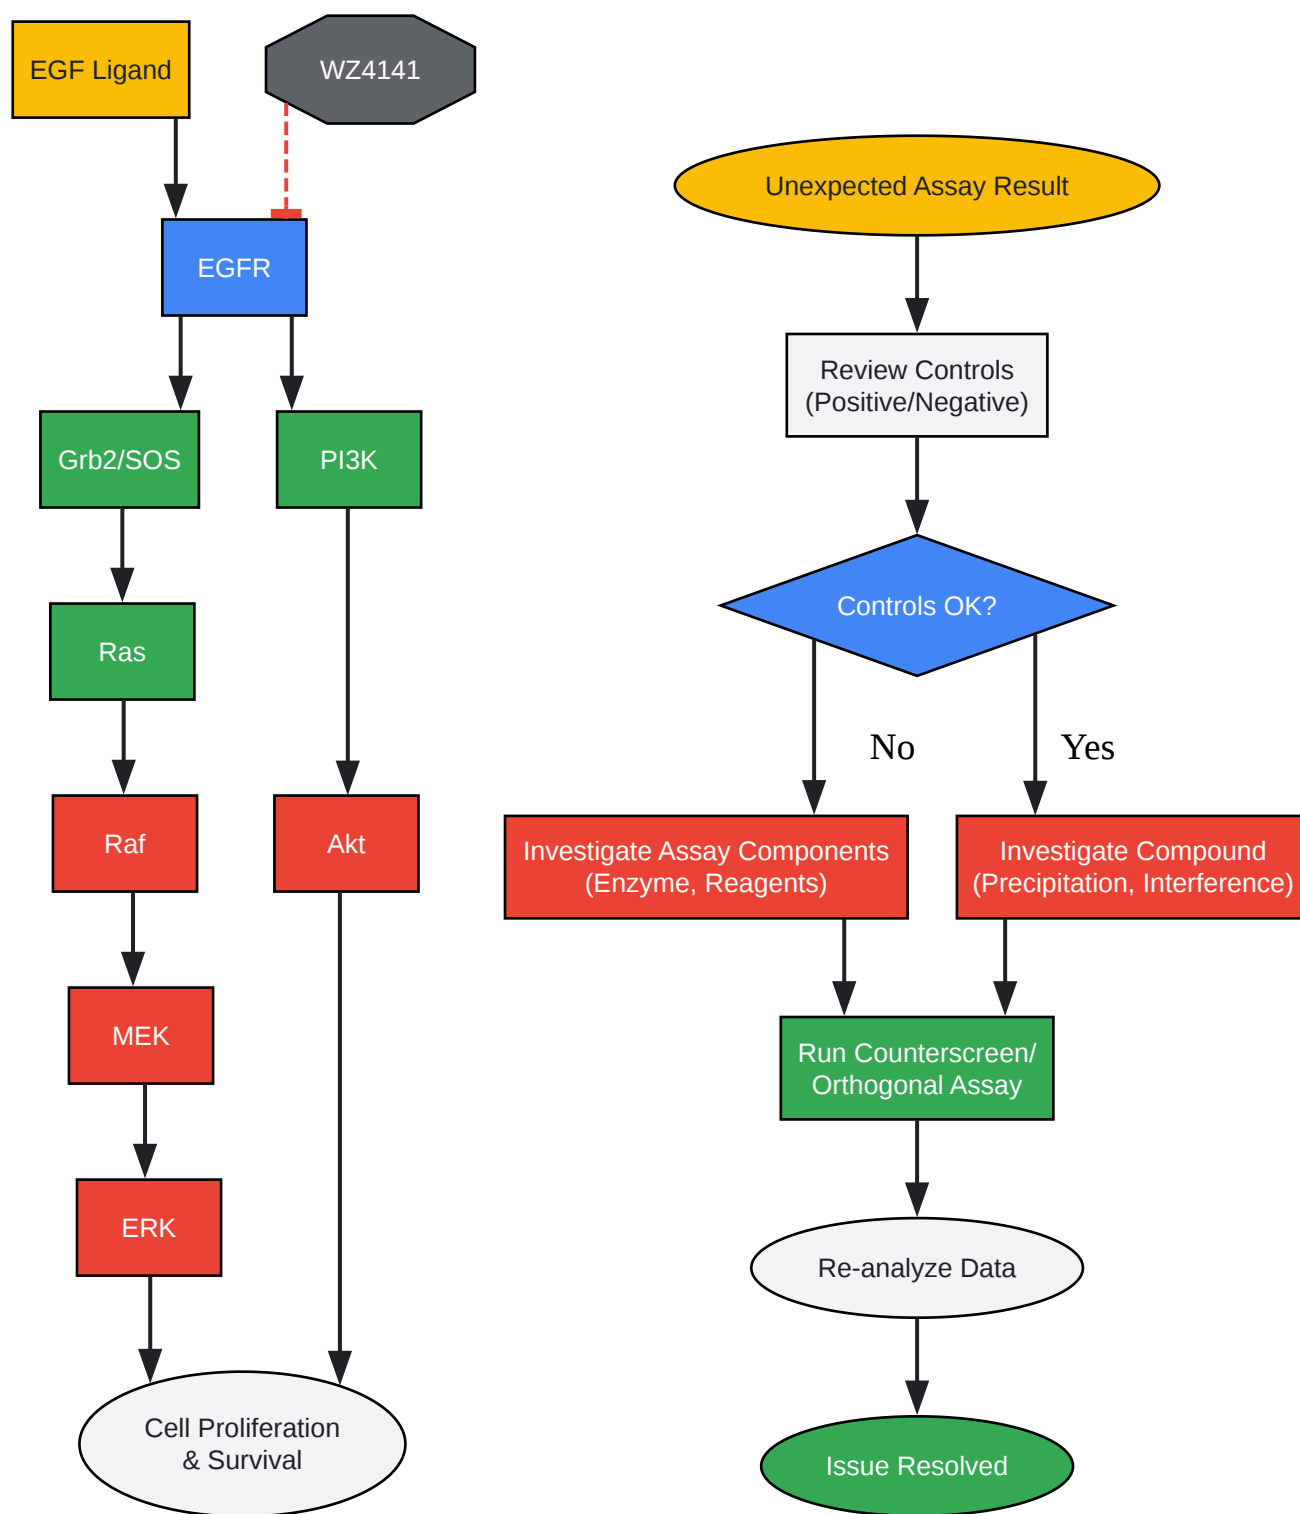 EGF Ligand
WZ4141
EGFR
Grb2/SOS
PI3K
Ras
Raf
Akt
MEK
ERK
Cell Proliferation
& Survival
Unexpected Assay Result
Review Controls
(Positive/Negative)
Controls OK?
No
Yes
Investigate Assay Components
(Enzyme, Reagents)
Investigate Compound
(Precipitation, Interference)
Run Counterscreen/
Orthogonal Assay
Re-analyze Data
Issue Resolved